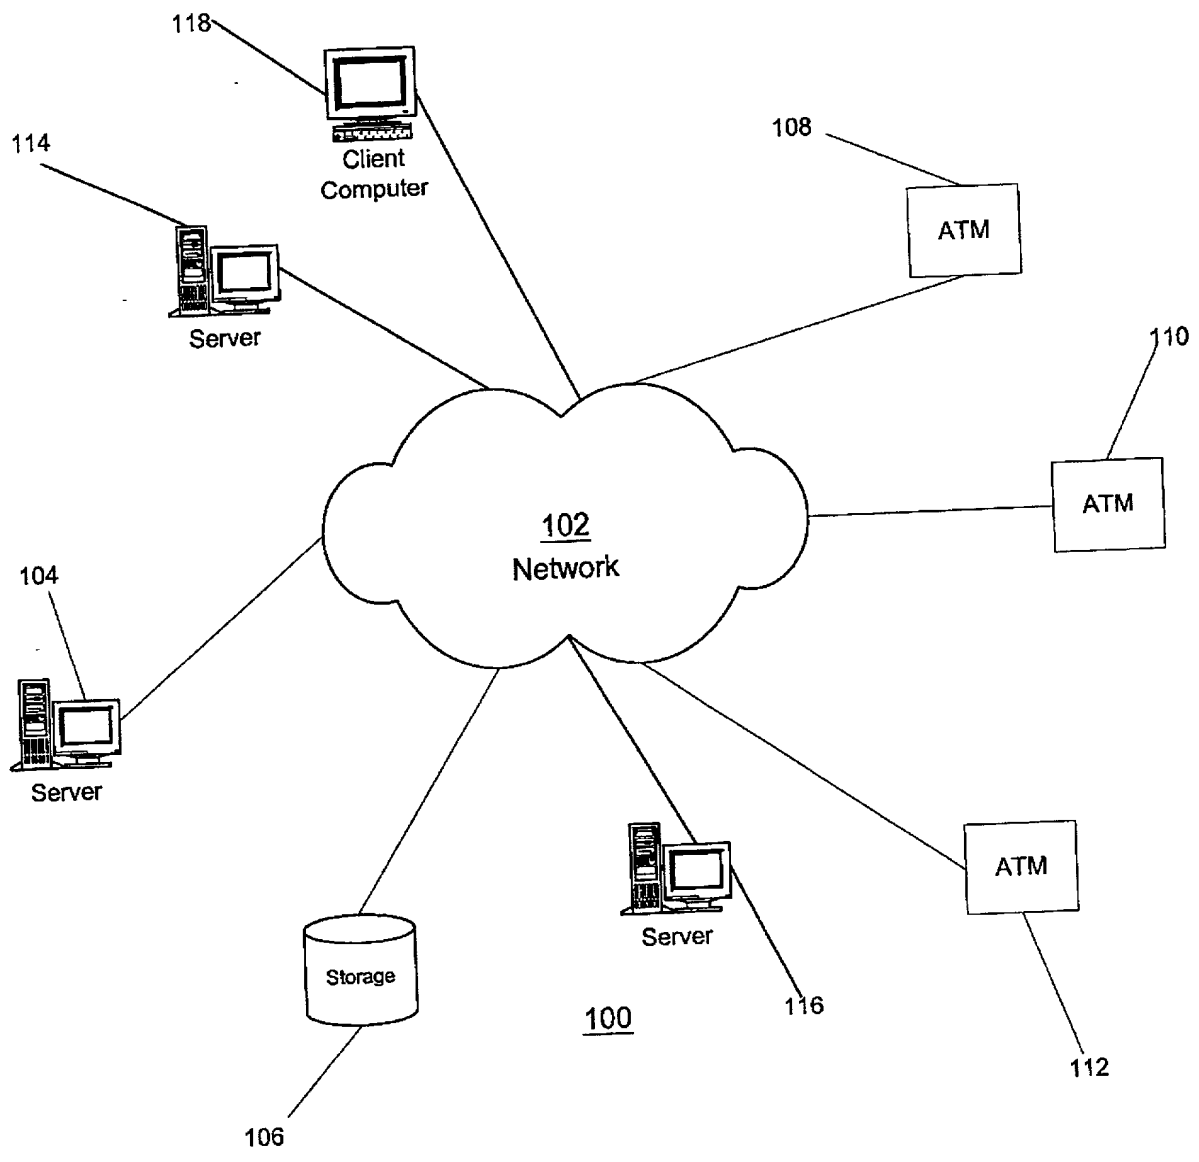 118
Client
Computer
114
Server
108
ATM
110
ATM
102
Network
104
Server
Storage
106
Server
116
100
ATM
112